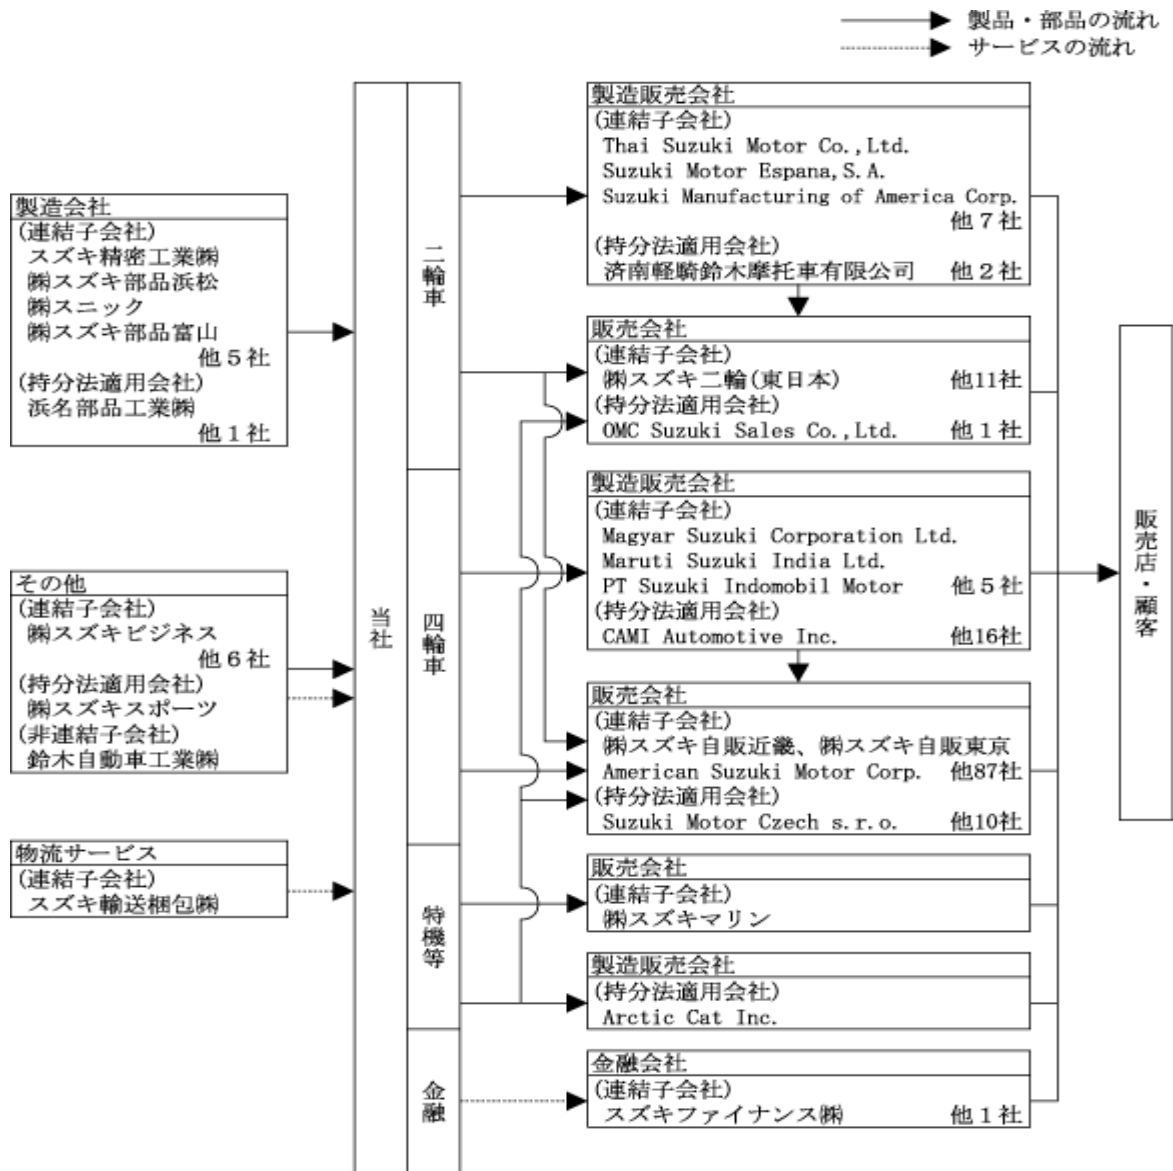 製品・部品の流れ
サービスの流れ
製造会社
(連結子会社)
スズキ精密工業㈱
㈱スズキ部品浜松
㈱スニック
㈱スズキ部品富山
他５社
(持分法適用会社)
浜名部品工業㈱
他１社
その他
(連結子会社)
㈱スズキビジネス
他６社
(持分法適用会社)
㈱スズキスポーツ
(非連結子会社)
鈴木自動車工業㈱
物流サービス
(連結子会社)
スズキ輸送梱包㈱
当社
二輪車
四輪車
特機等
金融
製造販売会社
(連結子会社)
Thai Suzuki Motor Co.,Ltd.
Suzuki Motor Espana,S.A.
Suzuki Manufacturing of America Corp.
他７社
(持分法適用会社)
済南軽騎鈴木摩托車有限公司 他２社
販売会社
(連結子会社)
㈱スズキ二輪(東日本) 他11社
(持分法適用会社)
OMC Suzuki Sales Co.,Ltd. 他１社
製造販売会社
(連結子会社)
Magyar Suzuki Corporation Ltd.
Maruti Suzuki India Ltd.
PT Suzuki Indomobil Motor 他５社
(持分法適用会社)
CAMI Automotive Inc. 他16社
販売会社
(連結子会社)
㈱スズキ自販近畿、㈱スズキ自販東京
American Suzuki Motor Corp. 他87社
(持分法適用会社)
Suzuki Motor Czech s.r.o. 他10社
販売会社
(連結子会社)
㈱スズキマリン
製造販売会社
(持分法適用会社)
Arctic Cat Inc.
金融会社
(連結子会社)
スズキファイナンス㈱ 他１社
販売店・顧客